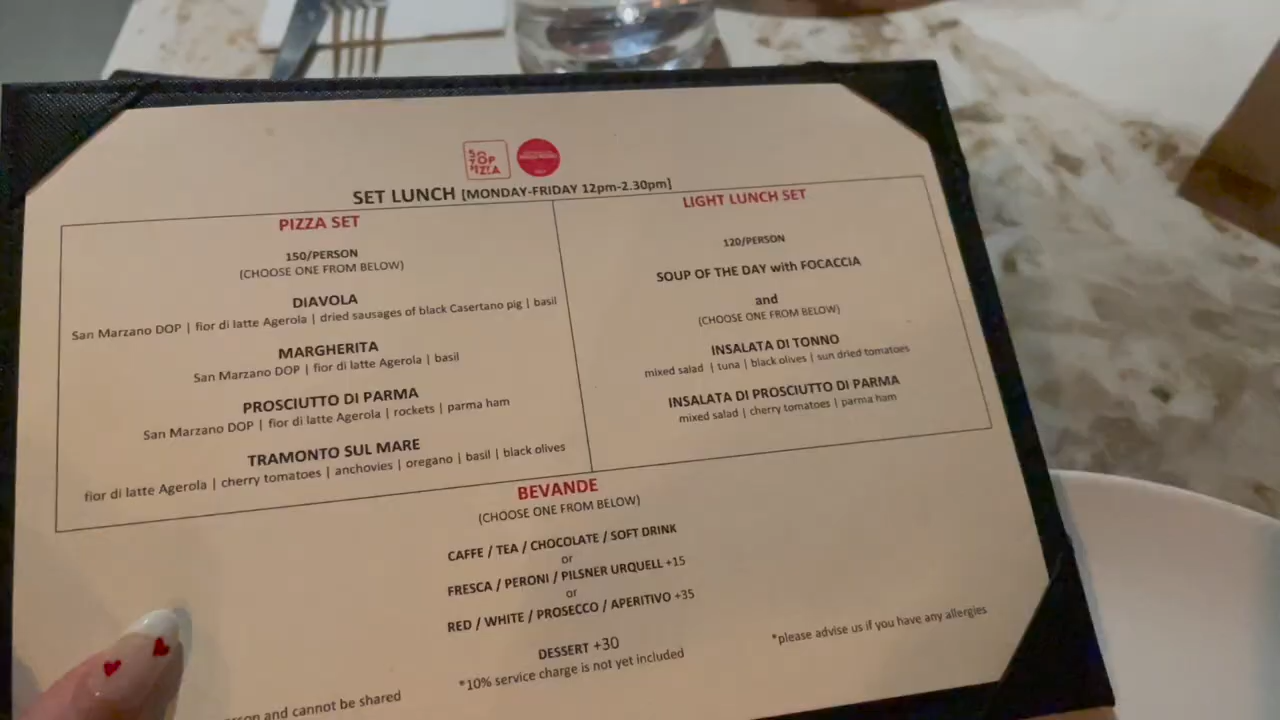 SET LUNCH [MONDAY-FRIDAY 12pm-2.30pm]
PIZZA SET
150/PERSON
(CHOOSE ONE FROM BELOW)
DIAVOLA
San Marzano DOP | fior di latte Agerola | dried sausages of black Casertano pig | basil
MARGHERITA
San Marzano DOP | fior di latte Agerola | basil
PROSCIUTTO DI PARMA
San Marzano DOP | fior di latte Agerola | rockets | parma ham
TRAMONTO SUL MARE
fior di latte Agerola | cherry tomatoes | anchovies | oregano | basil | black olives
LIGHT LUNCH SET
120/PERSON
SOUP OF THE DAY with FOCACCIA
and
(CHOOSE ONE FROM BELOW)
INSALATA DI TONNO
mixed salad | tuna | black olives | sun dried tomatoes
INSALATA DI PROSCIUTTO DI PARMA
mixed salad | cherry tomatoes | parma ham
BEVANDE
(CHOOSE ONE FROM BELOW)
CAFFE / TEA / CHOCOLATE / SOFT DRINK
or
FRESCA / PERONI / PILSNER URQUELL +15
or
RED / WHITE / PROSECCO / APERITIVO +35
DESSERT +30
*10% service charge is not yet included
*please advise us if you have any allergies
and cannot be shared